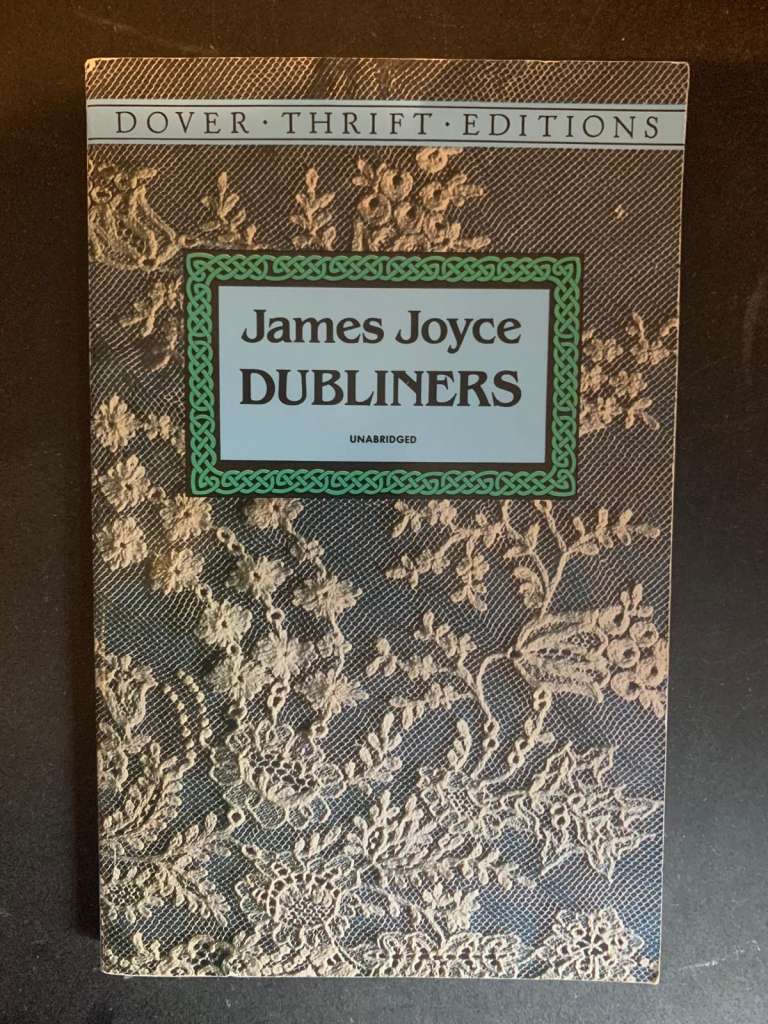 DOVER · THRIFT · EDITIONS
James Joyce
DUBLINERS
UNABRIDGED